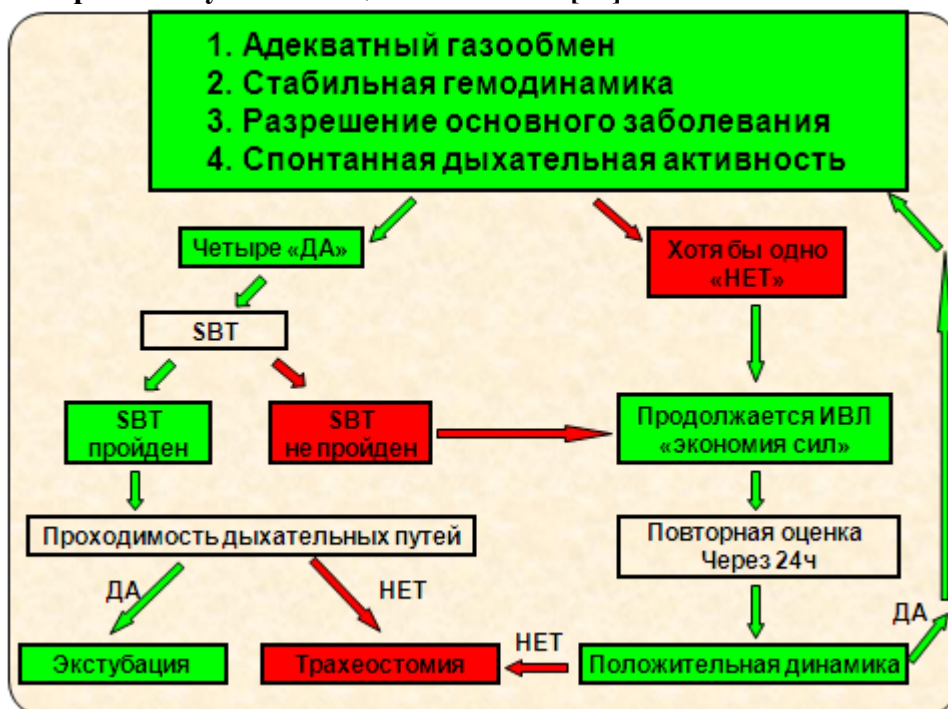 1. Адекватный газообмен
2. Стабильная гемодинамика
3. Разрешение основного заболевания
4. Спонтанная дыхательная активность
Четыре «ДА»
Хотя бы одно
«НЕТ»
SBT
SBT
пройден
SBT
не пройден
Продолжается ИВЛ
«экономия сил»
Проходимость дыхательных путей
Повторная оценка
Через 24ч
ДА
НЕТ
ДА
НЕТ
Экстубация
Трахеостомия
Положительная динамика